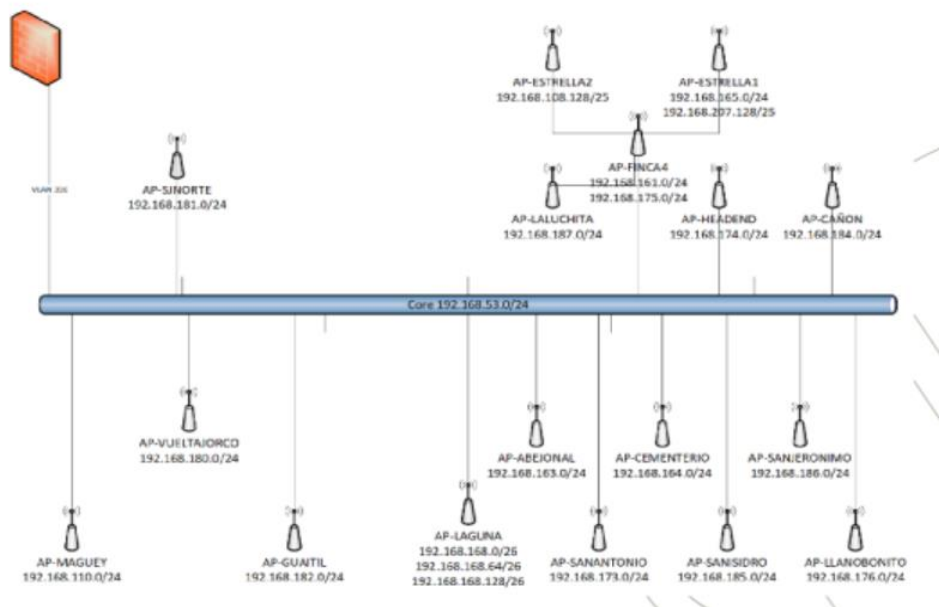 AP-ESTRELLA2
192.168.108.128/25
AP-ESTRELLA1
192.168.165.0/24
192.168.207.128/25
AP-SJNORTE
192.168.181.0/24
AP-FINCA4
192.168.161.0/24
192.168.175.0/24
AP-LALUCHITA
192.168.187.0/24
AP-HEADEND
192.168.174.0/24
AP-CAÑON
192.168.184.0/24
VLAN
Core 192.168.53.0/24
AP-VUELTAJORCO
192.168.180.0/24
AP-ABEJONAL
192.168.163.0/24
AP-CEMENTERIO
192.168.164.0/24
AP-SANJERONIMO
192.168.186.0/24
AP-MAGUEY
192.168.110.0/24
AP-GUAITIL
192.168.182.0/24
AP-LAGUNA
192.168.168.0/26
192.168.168.64/26
192.168.168.128/26
AP-SANANTONIO
192.168.173.0/24
AP-SANISIDRO
192.168.185.0/24
AP-LLANOBONITO
192.168.176.0/24